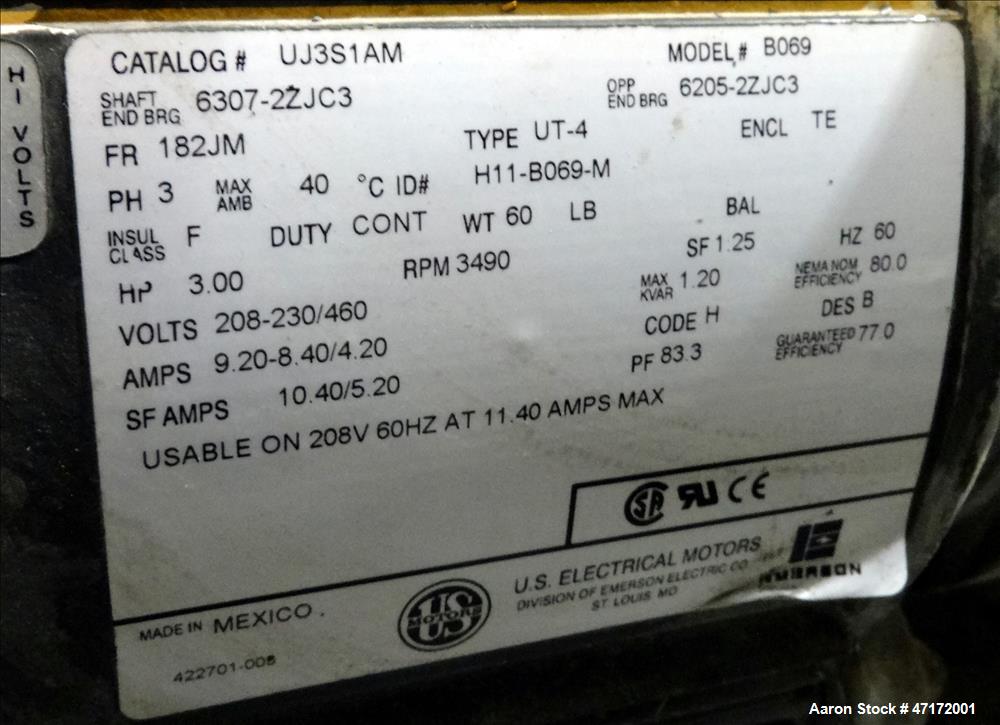 HI VOLTS
CATALOG # UJ3S1AM MODEL # B069
SHAFT END BRG 6307-2ZJC3 OPP END BRG 6205-2ZJC3
FR 182JM TYPE UT-4 ENCL TE
PH 3 MAX AMB 40 °C ID# H11-B069-M
INSUL CLASS F DUTY CONT WT 60 LB BAL
HP 3.00 RPM 3490 SF 1.25 HZ 60
VOLTS 208-230/460 MAX KVAR 1.20 NEMA NOM EFFICIENCY 80.0
AMPS 9.20-8.40/4.20 CODE H DES B
SF AMPS 10.40/5.20 PF 83.3 GUARANTEED EFFICIENCY 77.0
USABLE ON 208V 60HZ AT 11.40 AMPS MAX
SA RU CE
MADE IN MEXICO
US MOTORS
U.S. ELECTRICAL MOTORS
DIVISION OF EMERSON ELECTRIC CO
ST. LOUIS MO
EMERSON
422701-005
Aaron Stock # 47172001